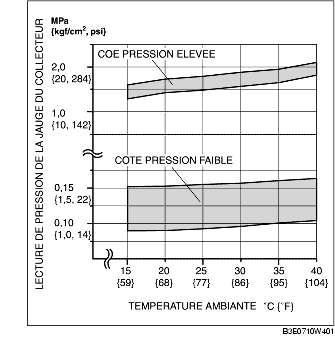 MPa
{kgf/cm², psi}
LECTURE DE PRESSION DE LA JAUGE DU COLLECTEUR
COE PRESSION ELEVEE
2,0
{20, 284}
1,0
{10, 142}
COTE PRESSION FAIBLE
0,15
{1,5, 22}
0,10
{1,0, 14}
15 20 25 30 35 40
{59} {68} {77} {86} {95} {104}
TEMPERATURE AMBIANTE °C {°F}
B3E0710W401